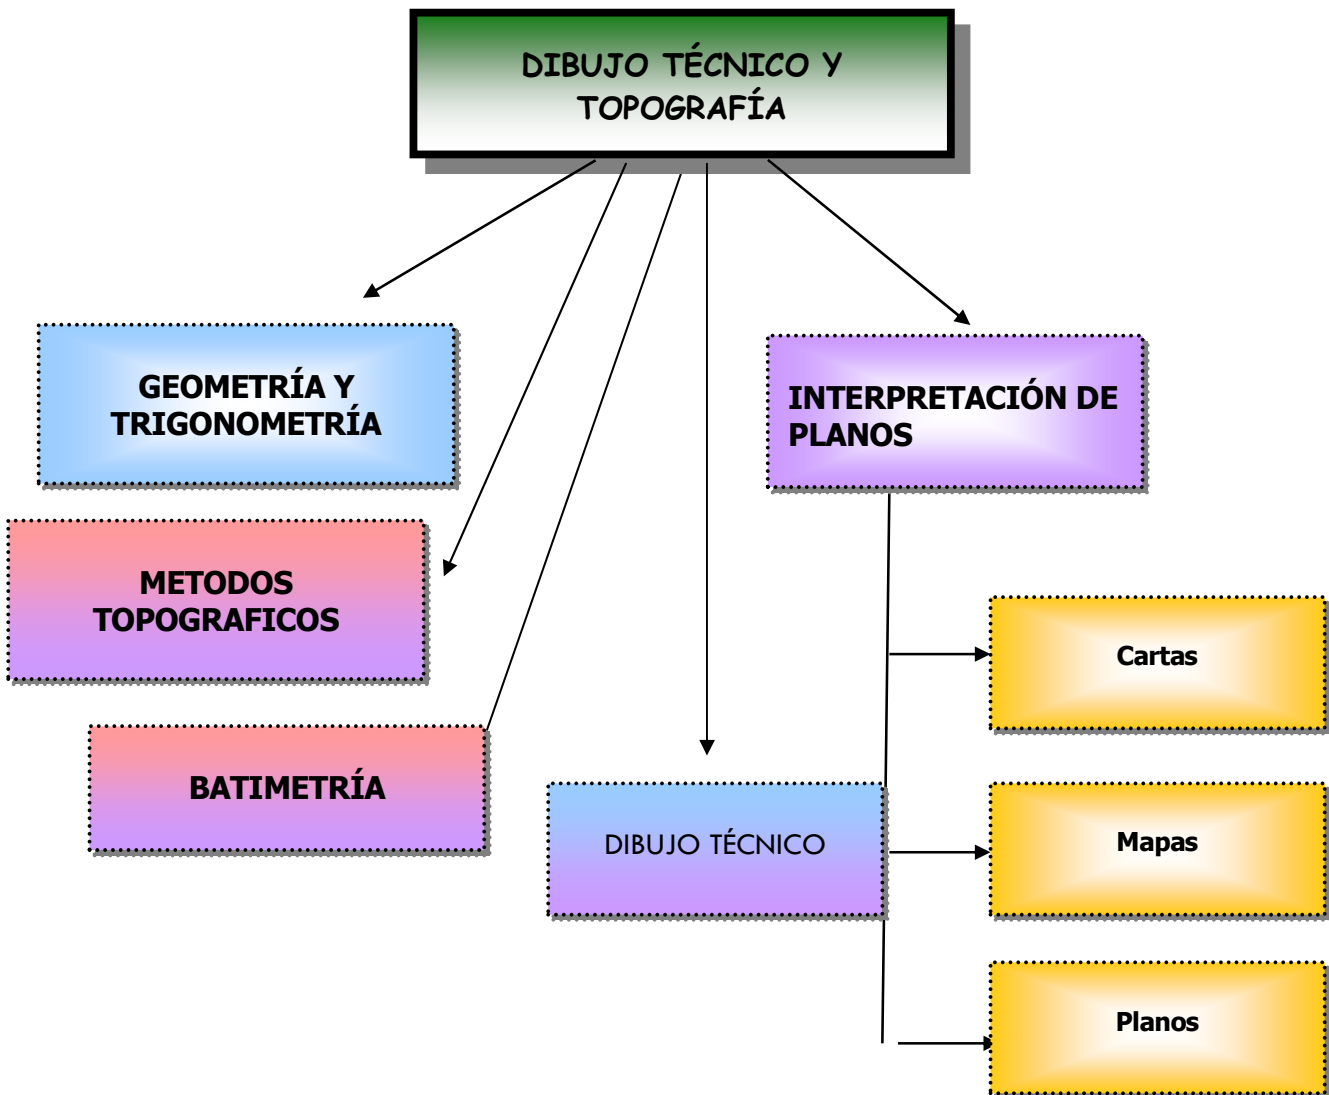 DIBUJO TÉCNICO Y
TOPOGRAFÍA
GEOMETRÍA Y
TRIGONOMETRÍA
INTERPRETACIÓN DE
PLANOS
METODOS
TOPOGRAFICOS
Cartas
BATIMETRÍA
DIBUJO TÉCNICO
Mapas
Planos